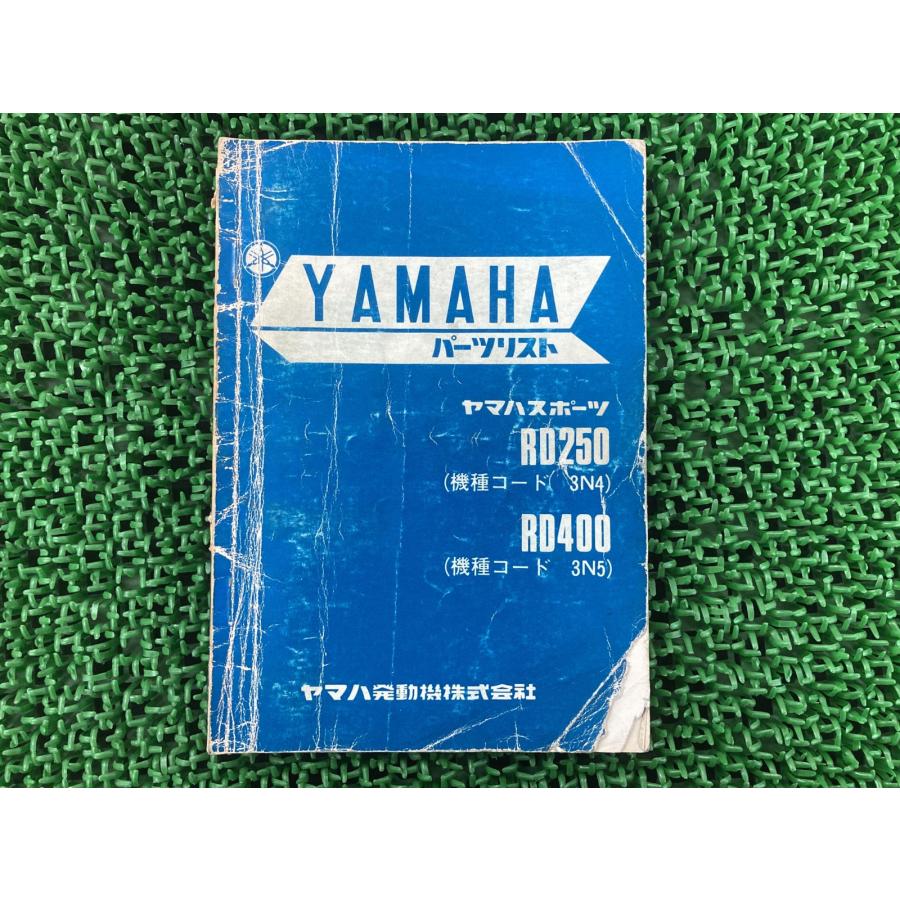 YAMAHA
パーツリスト
ヤマハスポーツ
RD250
(機種コード 3N4)
RD400
(機種コード 3N5)
ヤマハ発動機株式会社